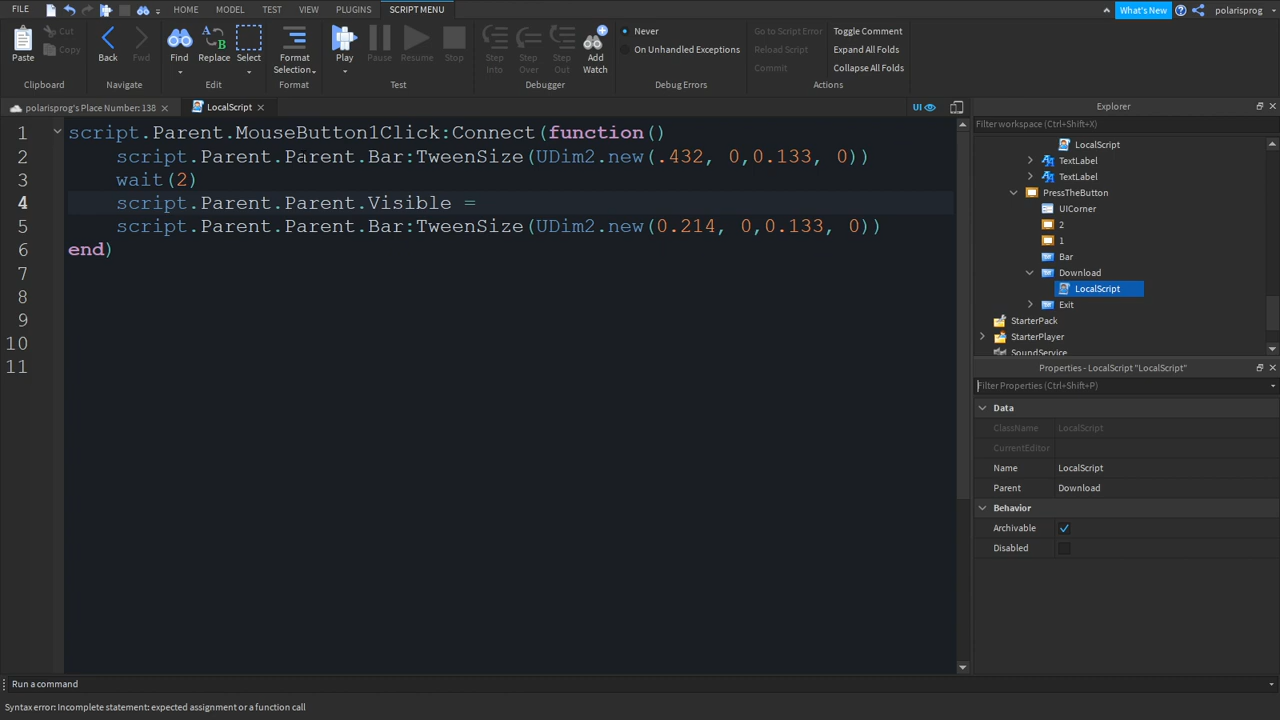 FILE HOME MODEL TEST VIEW PLUGINS SCRIPT MENU What's New polarisprog
Paste Cut Copy Back Fwd Find Replace Select Format Selection Play Pause Resume Stop Step Into Step Over Step Out Add Watch
Never Go to Script Error Toggle Comment
On Unhandled Exceptions Reload Script Expand All Folds
Commit Collapse All Folds
Clipboard Navigate Edit Format Test Debugger Debug Errors Actions
polarisprog's Place Number: 138 LocalScript UI Explorer
Filter workspace (Ctrl+Shift+X)
1 script.Parent.MouseButton1Click:Connect(function()
2 script.Parent.Parent.Bar:TweenSize(UDim2.new(.432, 0,0.133, 0))
3 wait(2)
4 script.Parent.Parent.Visible =
5 script.Parent.Parent.Bar:TweenSize(UDim2.new(0.214, 0,0.133, 0))
6 end)
7
8
9
10
11
LocalScript
TextLabel
TextLabel
PressTheButton
UICorner
2
1
Bar
Download
LocalScript
Exit
StarterPack
StarterPlayer
SoundService
Properties - LocalScript "LocalScript"
Filter Properties (Ctrl+Shift+P)
Data
ClassName LocalScript
CurrentEditor
Name LocalScript
Parent Download
Behavior
Archivable
Disabled
Run a command
Syntax error: Incomplete statement: expected assignment or a function call